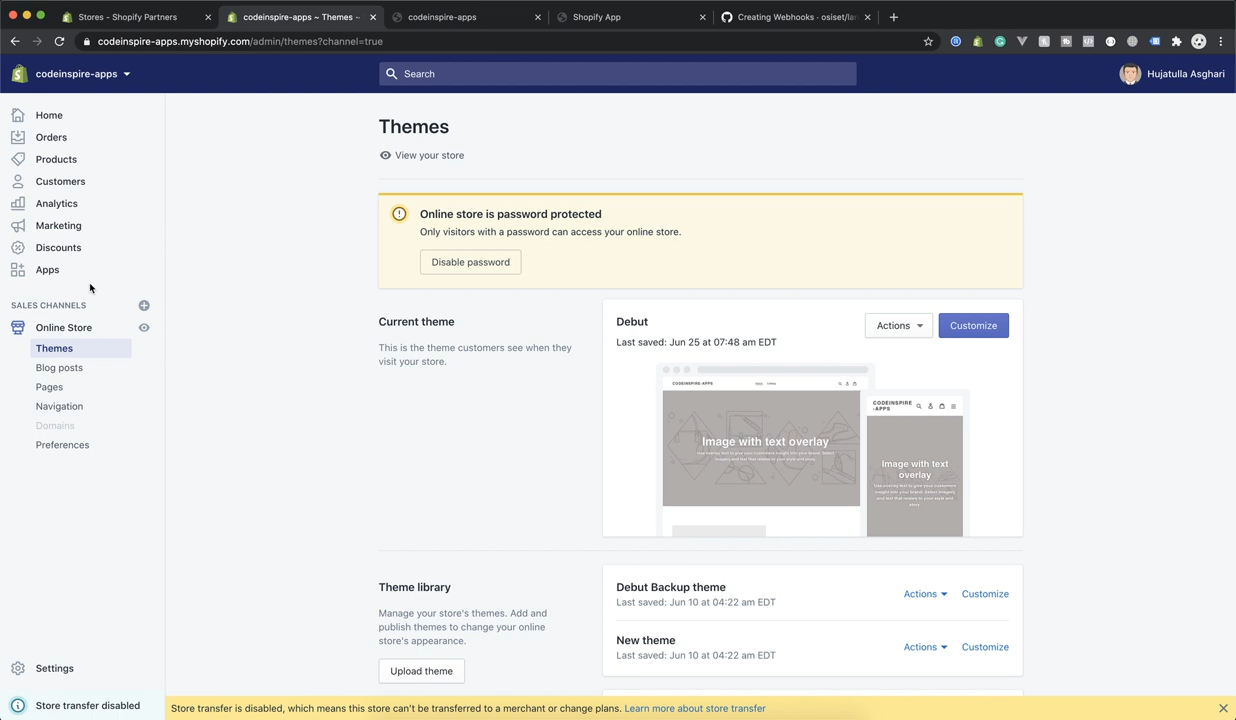 Stores - Shopify Partners
codeinspire-apps ~ Themes ~
codeinspire-apps
Shopify App
Creating Webhooks - osiset/lar
codeinspire-apps.myshopify.com/admin/themes?channel=true
codeinspire-apps
Search
Hujatulla Asghari
Home
Orders
Products
Customers
Analytics
Marketing
Discounts
Apps
SALES CHANNELS
Online Store
Themes
Blog posts
Pages
Navigation
Domains
Preferences
Settings
Store transfer disabled
Themes
View your store
Online store is password protected
Only visitors with a password can access your online store.
Disable password
Current theme
This is the theme customers see when they
visit your store.
Debut
Last saved: Jun 25 at 07:48 am EDT
Actions
Customize
CODEINSPIRE-APPS
Image with text overlay
CODEINSPIRE
-APPS
Image with text
overlay
Theme library
Manage your store's themes. Add and
publish themes to change your online
store's appearance.
Upload theme
Debut Backup theme
Last saved: Jun 10 at 04:22 am EDT
Actions
Customize
New theme
Last saved: Jun 10 at 04:22 am EDT
Actions
Customize
Store transfer is disabled, which means this store can't be transferred to a merchant or change plans. Learn more about store transfer